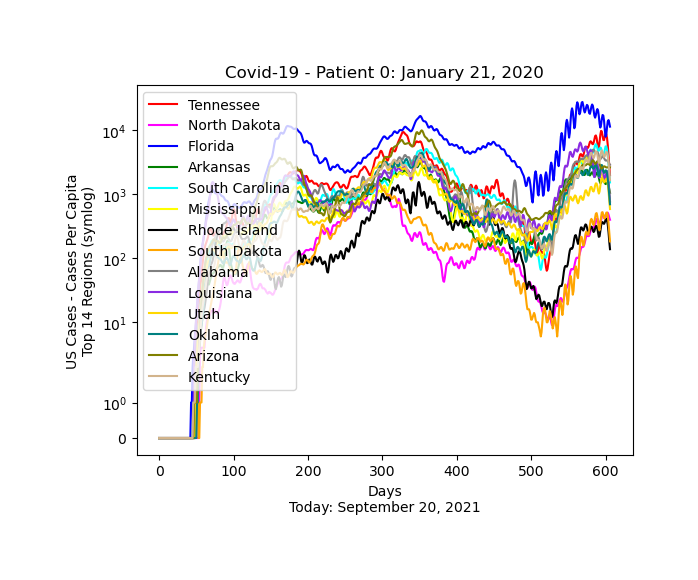 Covid-19 - Patient 0: January 21, 2020
US Cases - Cases Per Capita
Top 14 Regions (symlog)
10^4
10^3
10^2
10^1
10^0
0
Tennessee
North Dakota
Florida
Arkansas
South Carolina
Mississippi
Rhode Island
South Dakota
Alabama
Louisiana
Utah
Oklahoma
Arizona
Kentucky
0 100 200 300 400 500 600
Days
Today: September 20, 2021